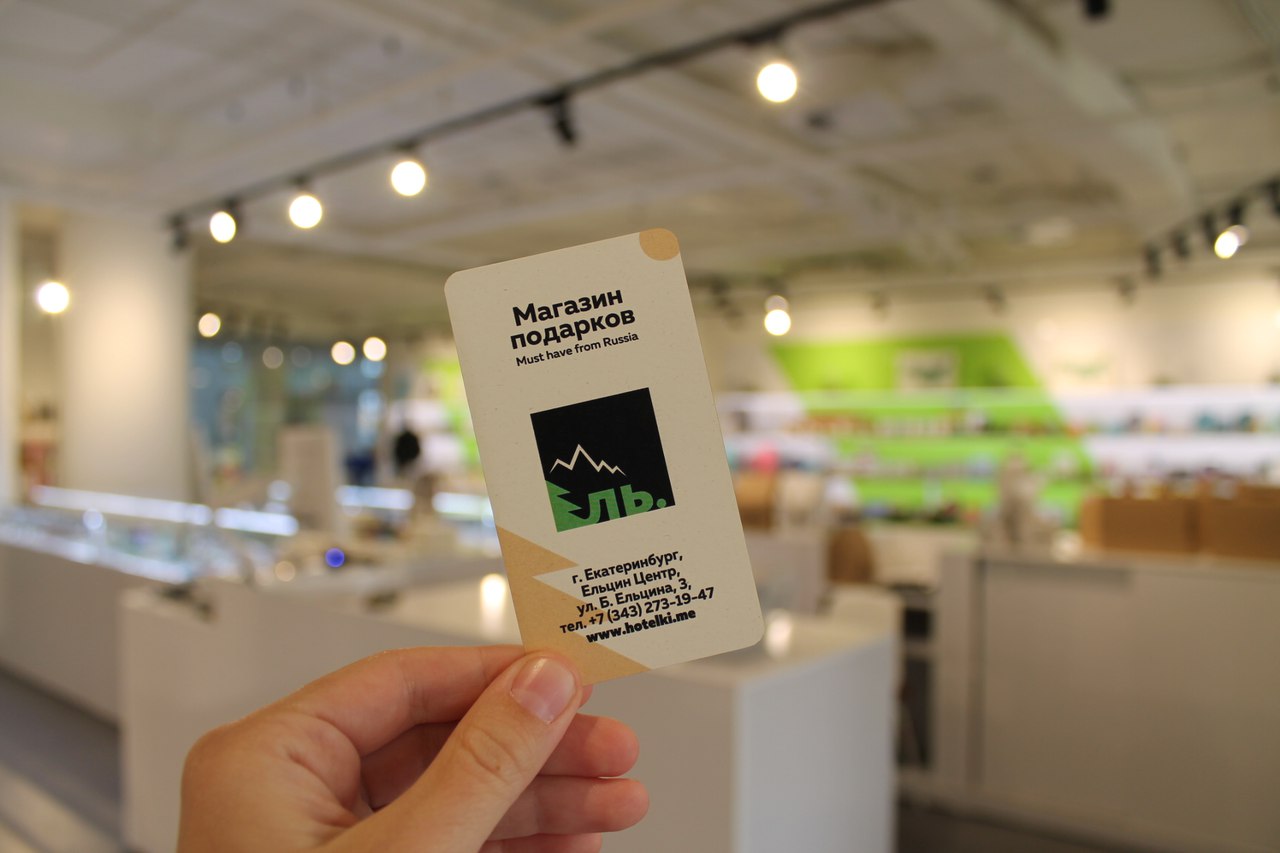 Магазин
подарков
Must have from Russia
ль.
г. Екатеринбург,
Ельцин Центр,
ул. Б. Ельцина, 3,
тел. +7 (343) 273-19-47
www.hotelki.me